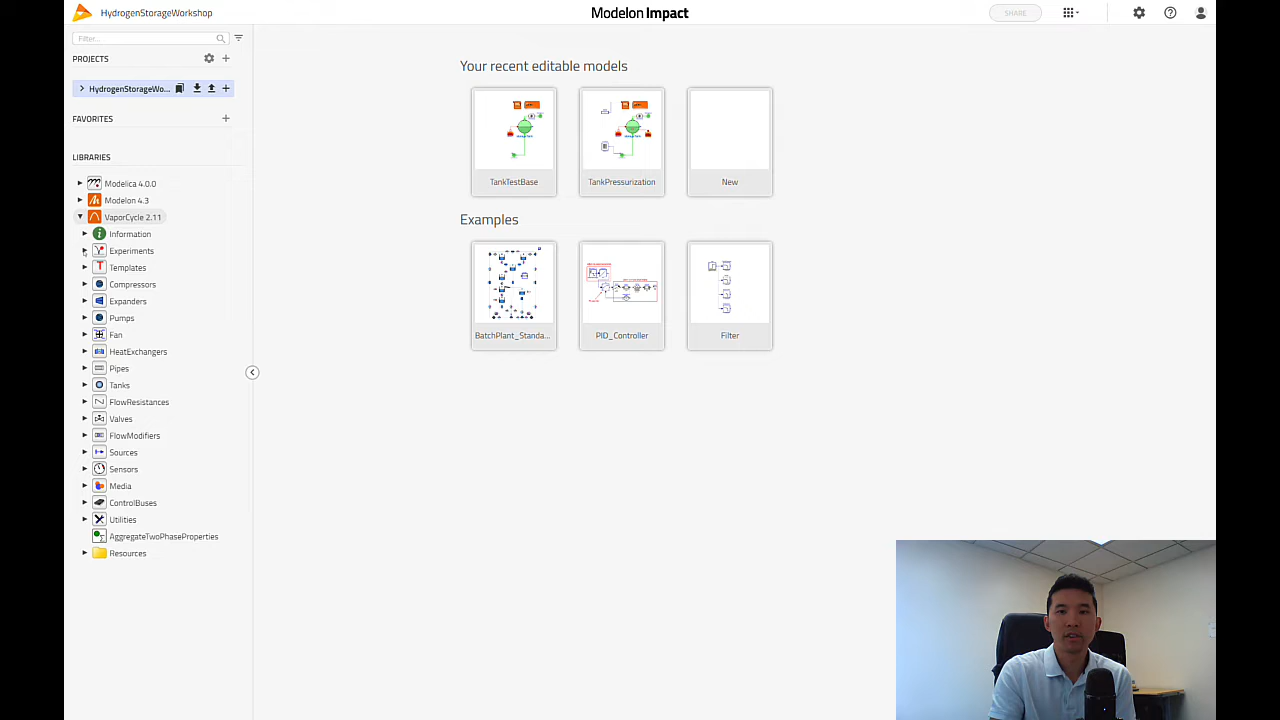 HydrogenStorageWorkshop
Modelon Impact
SHARE
Filter...
PROJECTS
HydrogenStorageWo...
FAVORITES
LIBRARIES
Modelica 4.0.0
Modelon 4.3
VaporCycle 2.11
Information
Experiments
Templates
Compressors
Expanders
Pumps
Fan
HeatExchangers
Pipes
Tanks
FlowResistances
Valves
FlowModifiers
Sources
Sensors
Media
ControlBuses
Utilities
AggregateTwoPhaseProperties
Resources
Your recent editable models
TankTestBase
TankPressurization
New
Examples
BatchPlant_Standa...
PID_Controller
Filter